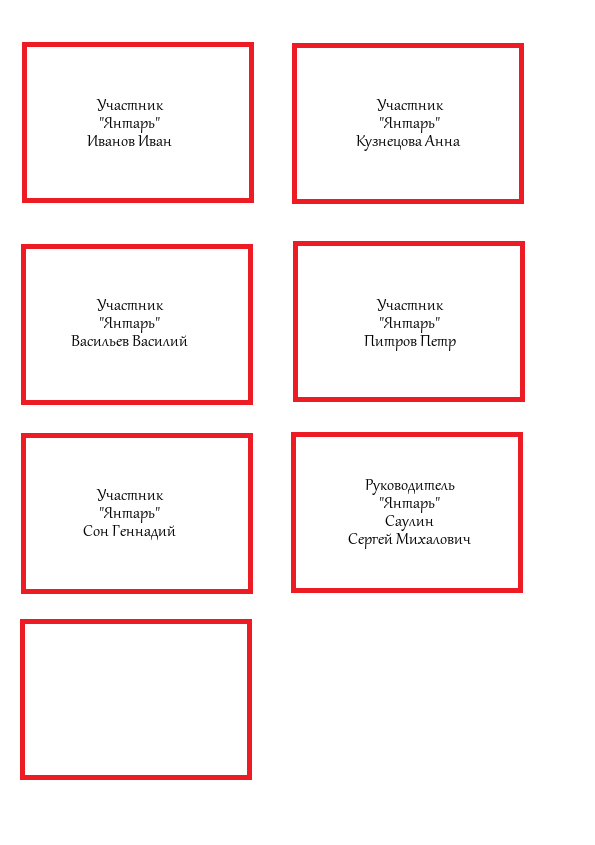 Участник
"Янтарь"
Иванов Иван
Участник
"Янтарь"
Кузнецова Анна
Участник
"Янтарь"
Васильев Василий
Участник
"Янтарь"
Питров Петр
Участник
"Янтарь"
Сон Геннадий
Руководитель
"Янтарь"
Саулин
Сергей Михалович